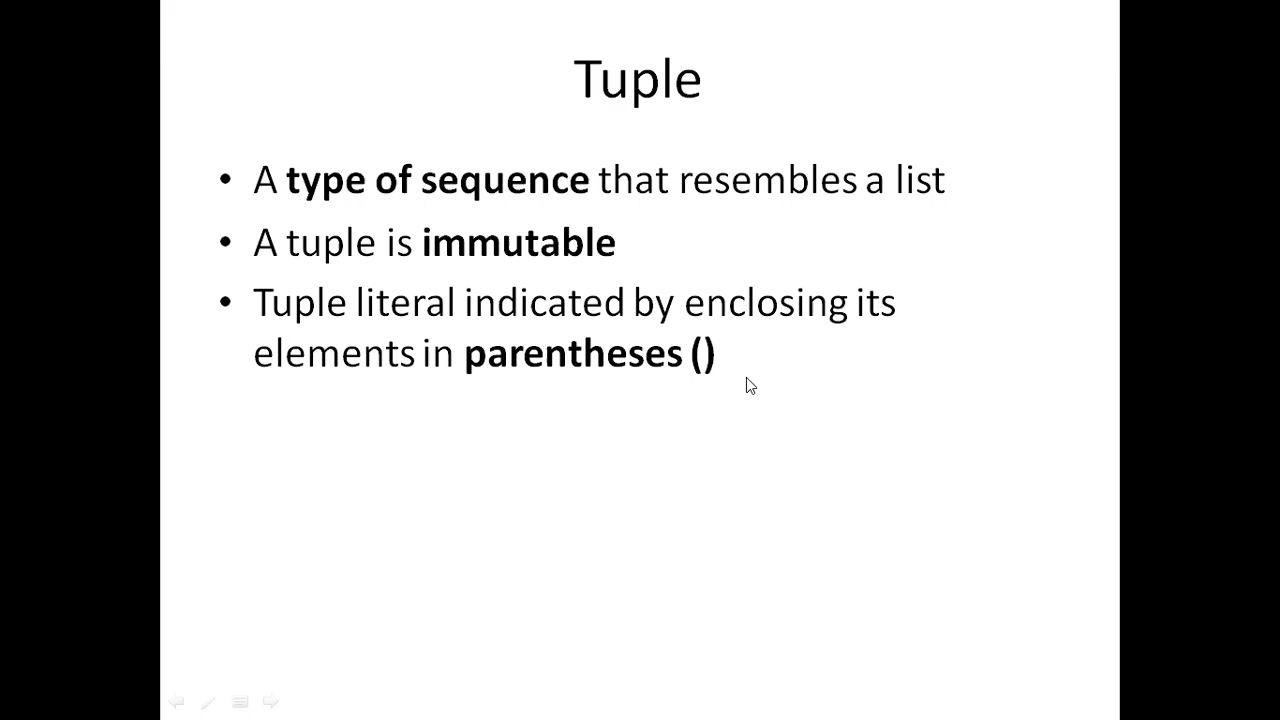 Tuple
• A type of sequence that resembles a list
• A tuple is immutable
• Tuple literal indicated by enclosing its
elements in parentheses ()